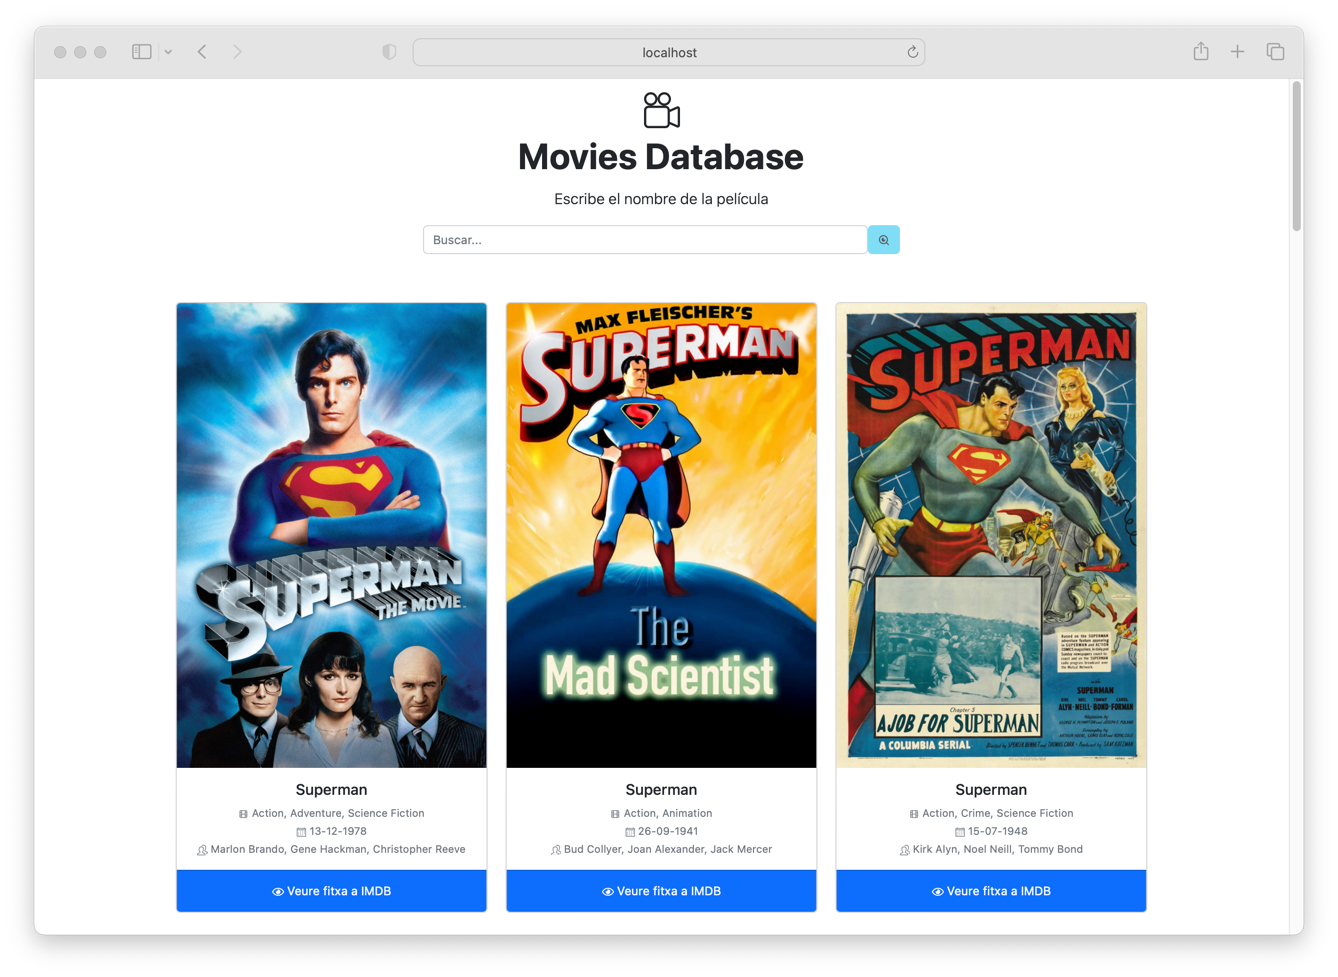 localhost
Movies Database
Escribe el nombre de la película
Buscar...
SUPERMAN
THE MOVIE
Superman
Action, Adventure, Science Fiction
13-12-1978
Marlon Brando, Gene Hackman, Christopher Reeve
Veure fitxa a IMDB
MAX FLEISCHER'S
SUPERMAN
The
Mad Scientist
Superman
Action, Animation
26-09-1941
Bud Collyer, Joan Alexander, Jack Mercer
Veure fitxa a IMDB
SUPERMAN
SUPERMAN
ALYN-NEILL-BOND-FORMAN
Chapter 5
A JOB FOR SUPERMAN
A COLUMBIA SERIAL
Superman
Action, Crime, Science Fiction
15-07-1948
Kirk Alyn, Noel Neill, Tommy Bond
Veure fitxa a IMDB